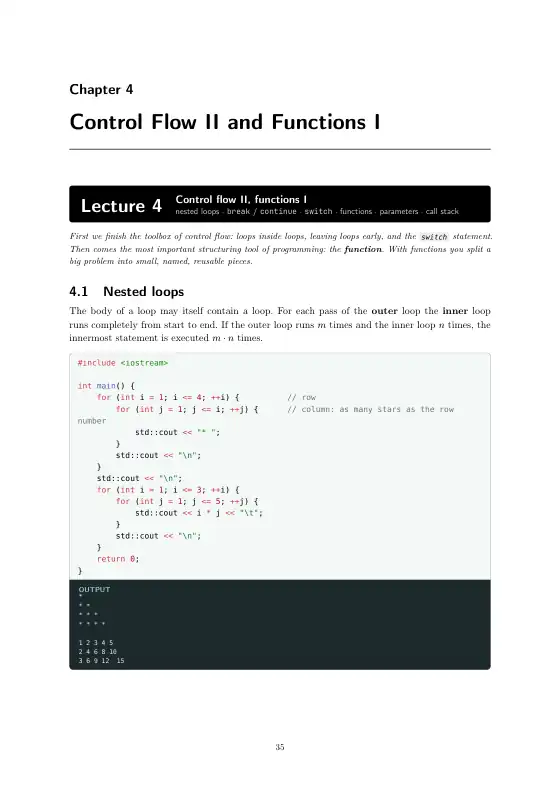 Chapter 4
Control Flow II and Functions I
Lecture 4
Control flow II, functions I
nested loops · break / continue · switch · functions · parameters · call stack
First we finish the toolbox of control flow: loops inside loops, leaving loops early, and the switch statement.
Then comes the most important structuring tool of programming: the function. With functions you split a
big problem into small, named, reusable pieces.
4.1 Nested loops
The body of a loop may itself contain a loop. For each pass of the outer loop the inner loop
runs completely from start to end. If the outer loop runs m times and the inner loop n times, the
innermost statement is executed m · n times.
#include <iostream>
int main() {
    for (int i = 1; i <= 4; ++i) {          // row
        for (int j = 1; j <= i; ++j) {      // column: as many stars as the row
number
            std::cout << "* ";
        }
        std::cout << "\n";
    }
    std::cout << "\n";
    for (int i = 1; i <= 3; ++i) {
        for (int j = 1; j <= 5; ++j) {
            std::cout << i * j << "\t";
        }
        std::cout << "\n";
    }
    return 0;
}
OUTPUT
*
* *
* * *
* * * *
1 2 3 4 5
2 4 6 8 10
3 6 9 12 15
35